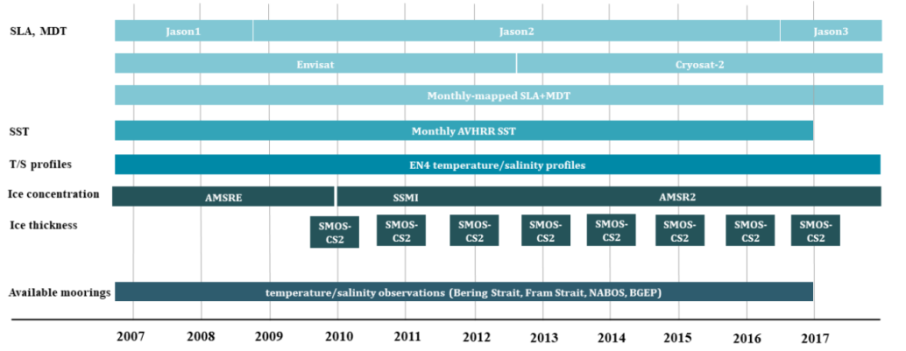 SLA, MDT Jason1 Jason2 Jason3
Envisat Cryosat-2
Monthly-mapped SLA+MDT
SST Monthly AVHRR SST
T/S profiles EN4 temperature/salinity profiles
Ice concentration AMSRE SSMI AMSR2
Ice thickness SMOS- SMOS- SMOS- SMOS- SMOS- SMOS- SMOS- SMOS-
CS2 CS2 CS2 CS2 CS2 CS2 CS2 CS2
Available moorings temperature/salinity observations (Bering Strait, Fram Strait, NABOS, BGEP)
2007 2008 2009 2010 2011 2012 2013 2014 2015 2016 2017